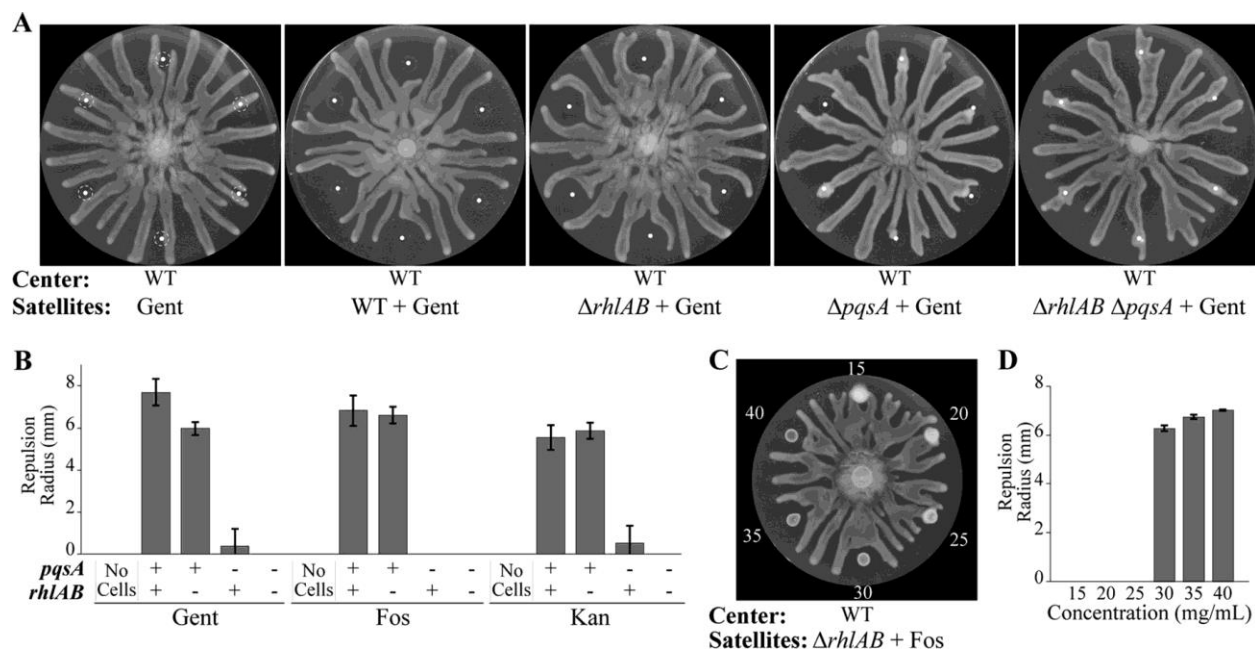 A
Center: WT WT WT WT WT
Satellites: Gent WT + Gent ΔrhlAB + Gent ΔpqsA + Gent ΔrhlAB ΔpqsA + Gent
B
Repulsion
Radius (mm)
8
6
4
2
0
pqsA No + + - - No + + - - No + + - -
rhlAB Cells + - + - Cells + - + - Cells + - + -
Gent Fos Kan
C
15
40 20
35 25
30
Center: WT
Satellites: ΔrhlAB + Fos
D
Repulsion
Radius (mm)
8
6
4
2
0
15 20 25 30 35 40
Concentration (mg/mL)